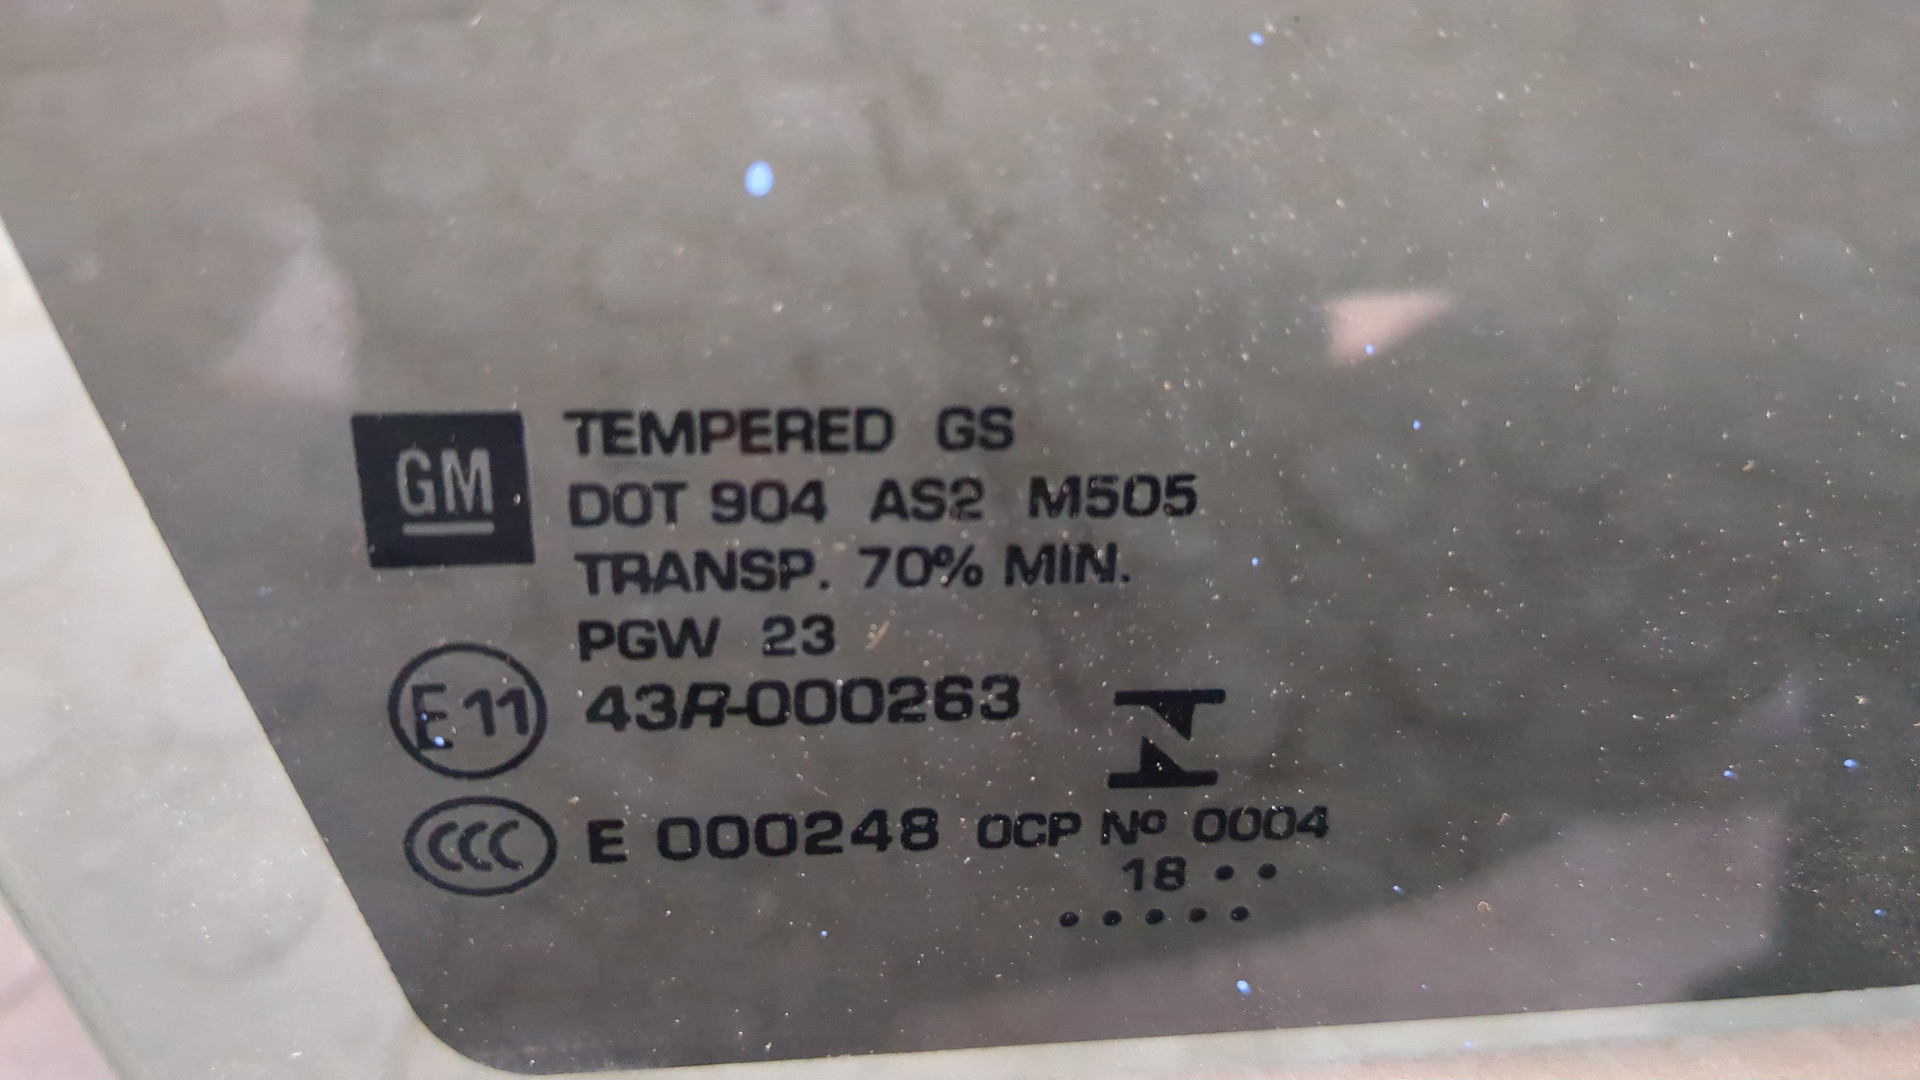 GM
TEMPERED GS
DOT 904 AS2 M505
TRANSP. 70% MIN.
PGW 23
E11 43R-000263
CCC E 000248 OCP Nº 0004
18 • •
• • • • •